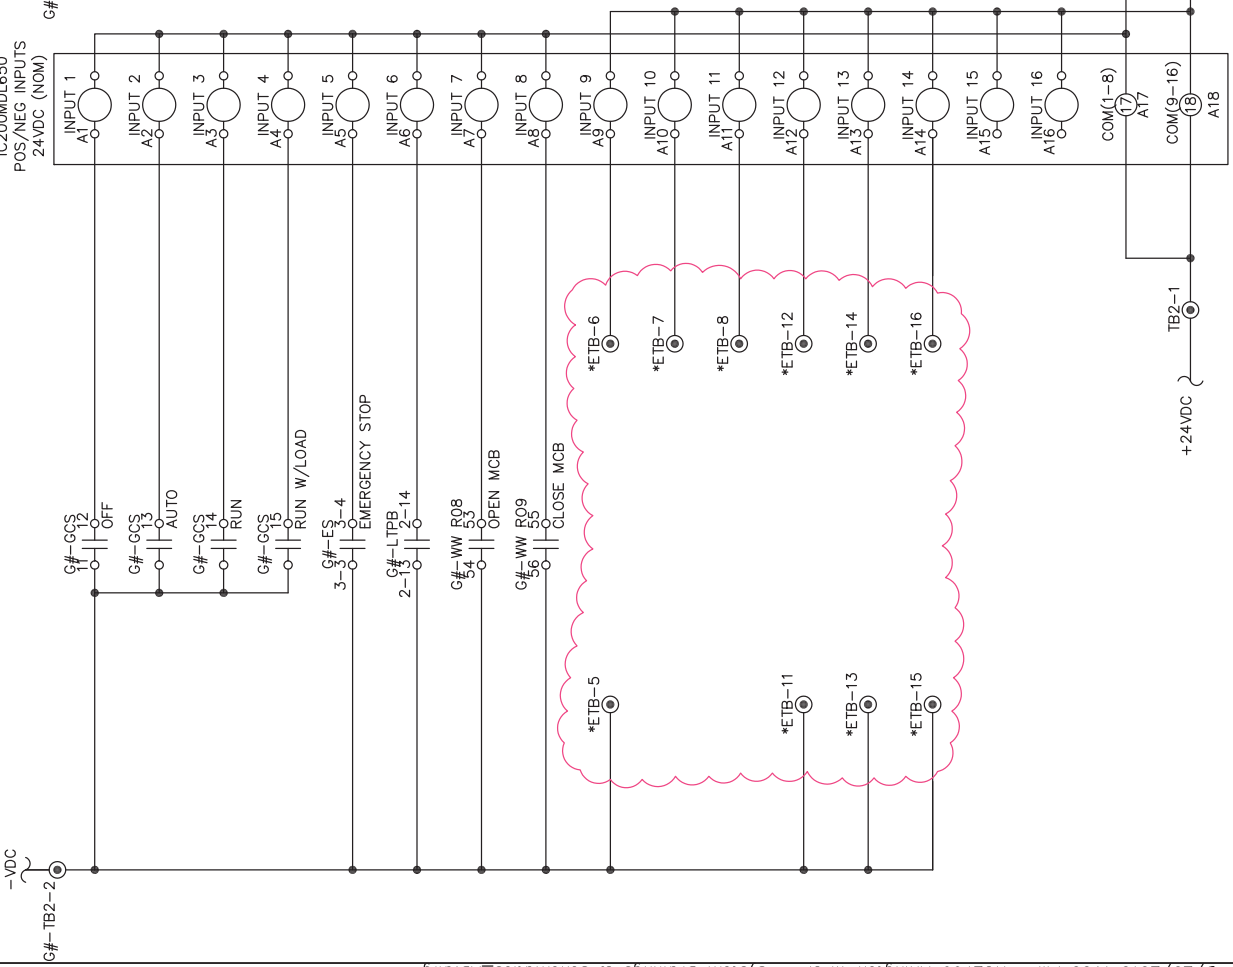 G#
IC200MDL650
POS/NEG INPUTS
24VDC (NOM)
INPUT 1
A1
INPUT 2
A2
INPUT 3
A3
INPUT 4
A4
INPUT 5
A5
INPUT 6
A6
INPUT 7
A7
INPUT 8
A8
INPUT 9
A9
INPUT 10
A10
INPUT 11
A11
INPUT 12
A12
INPUT 13
A13
INPUT 14
A14
INPUT 15
A15
INPUT 16
A16
COM(1-8)
17
A17
COM(9-16)
18
A18
TB2-1
+24VDC
*ETB-6
*ETB-7
*ETB-8
*ETB-12
*ETB-14
*ETB-16
G#-GCS
11 12
OFF
G#-GCS
13
AUTO
G#-GCS
14
RUN
G#-GCS
15
RUN W/LOAD
G#-ES
3-3 3-4
EMERGENCY STOP
G#-LTPB
2-13 2-14
G#-WW RO8
54 53
OPEN MCB
G#-WW RO9
56 55
CLOSE MCB
*ETB-5
*ETB-11
*ETB-13
*ETB-15
-VDC
G#-TB2-2